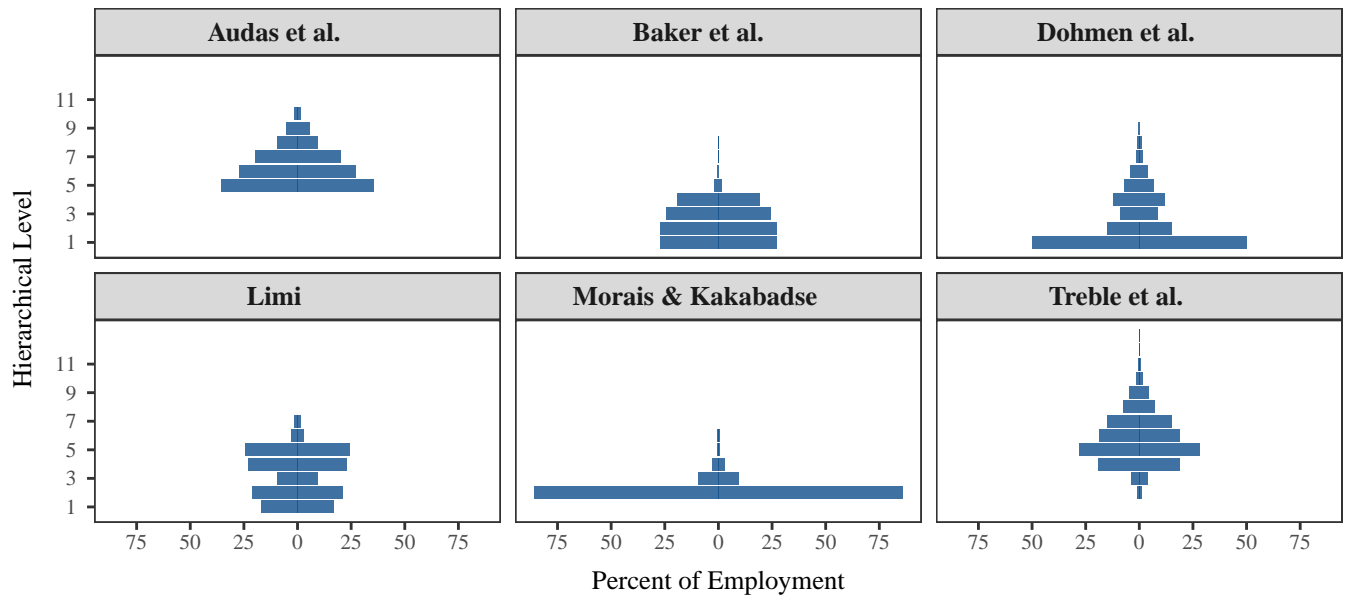 Audas et al.
Baker et al.
Dohmen et al.
11
9
7
5
3
1
Limi
Morais & Kakabadse
Treble et al.
11
9
7
5
3
1
75 50 25 0 25 50 75
75 50 25 0 25 50 75
75 50 25 0 25 50 75
Hierarchical Level
Percent of Employment